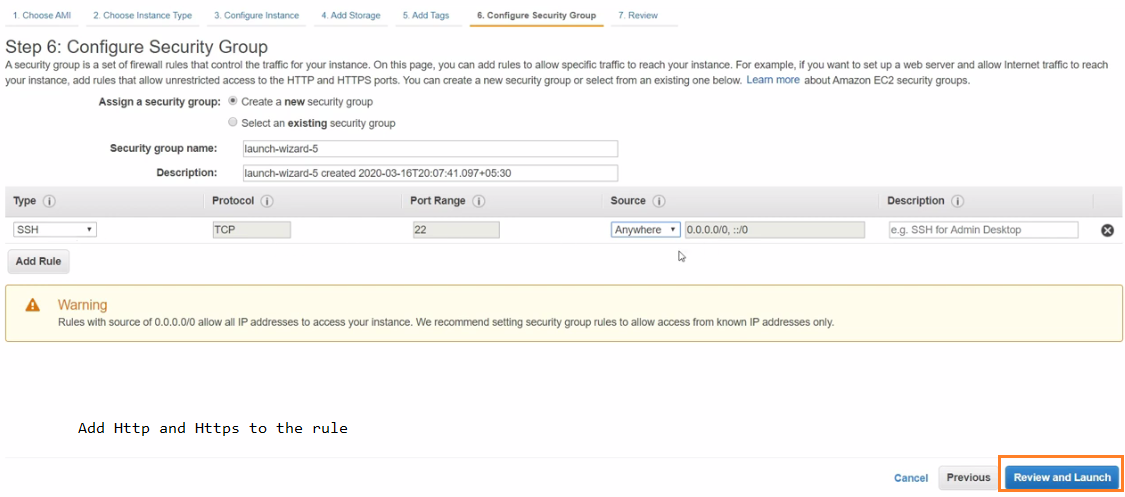 1. Choose AMI 2. Choose Instance Type 3. Configure Instance 4. Add Storage 5. Add Tags 6. Configure Security Group 7. Review
Step 6: Configure Security Group
A security group is a set of firewall rules that control the traffic for your instance. On this page, you can add rules to allow specific traffic to reach your instance. For example, if you want to set up a web server and allow Internet traffic to reach
your instance, add rules that allow unrestricted access to the HTTP and HTTPS ports. You can create a new security group or select from an existing one below. Learn more about Amazon EC2 security groups.
Assign a security group: Create a new security group
Select an existing security group
Security group name: launch-wizard-5
Description: launch-wizard-5 created 2020-03-16T20:07:41.097+05:30
Type Protocol Port Range Source Description
SSH TCP 22 Anywhere 0.0.0.0/0, ::/0 e.g. SSH for Admin Desktop
Add Rule
Warning
Rules with source of 0.0.0.0/0 allow all IP addresses to access your instance. We recommend setting security group rules to allow access from known IP addresses only.
Add Http and Https to the rule
Cancel Previous Review and Launch